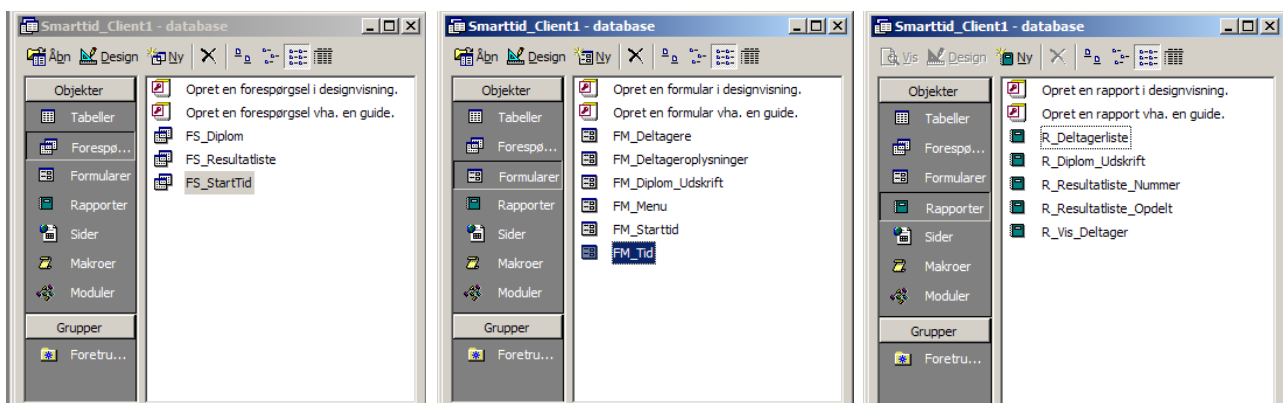 Smarttid_Client1 - database
Åbn Design Ny
Objekter
Tabeller
Forespø...
Formularer
Rapporter
Sider
Makroer
Moduler
Grupper
Foretru...
Opret en forespørgsel i designvisning.
Opret en forespørgsel vha. en guide.
FS_Diplom
FS_Resultatliste
FS_StartTid
Smarttid_Client1 - database
Åbn Design Ny
Objekter
Tabeller
Forespø...
Formularer
Rapporter
Sider
Makroer
Moduler
Grupper
Foretru...
Opret en formular i designvisning.
Opret en formular vha. en guide.
FM_Deltagere
FM_Deltageroplysninger
FM_Diplom_Udskrift
FM_Menu
FM_Starttid
FM_Tid
Smarttid_Client1 - database
Vis Design Ny
Objekter
Tabeller
Forespø...
Formularer
Rapporter
Sider
Makroer
Moduler
Grupper
Foretru...
Opret en rapport i designvisning.
Opret en rapport vha. en guide.
R_Deltagerliste
R_Diplom_Udskrift
R_Resultatliste_Nummer
R_Resultatliste_Opdelt
R_Vis_Deltager